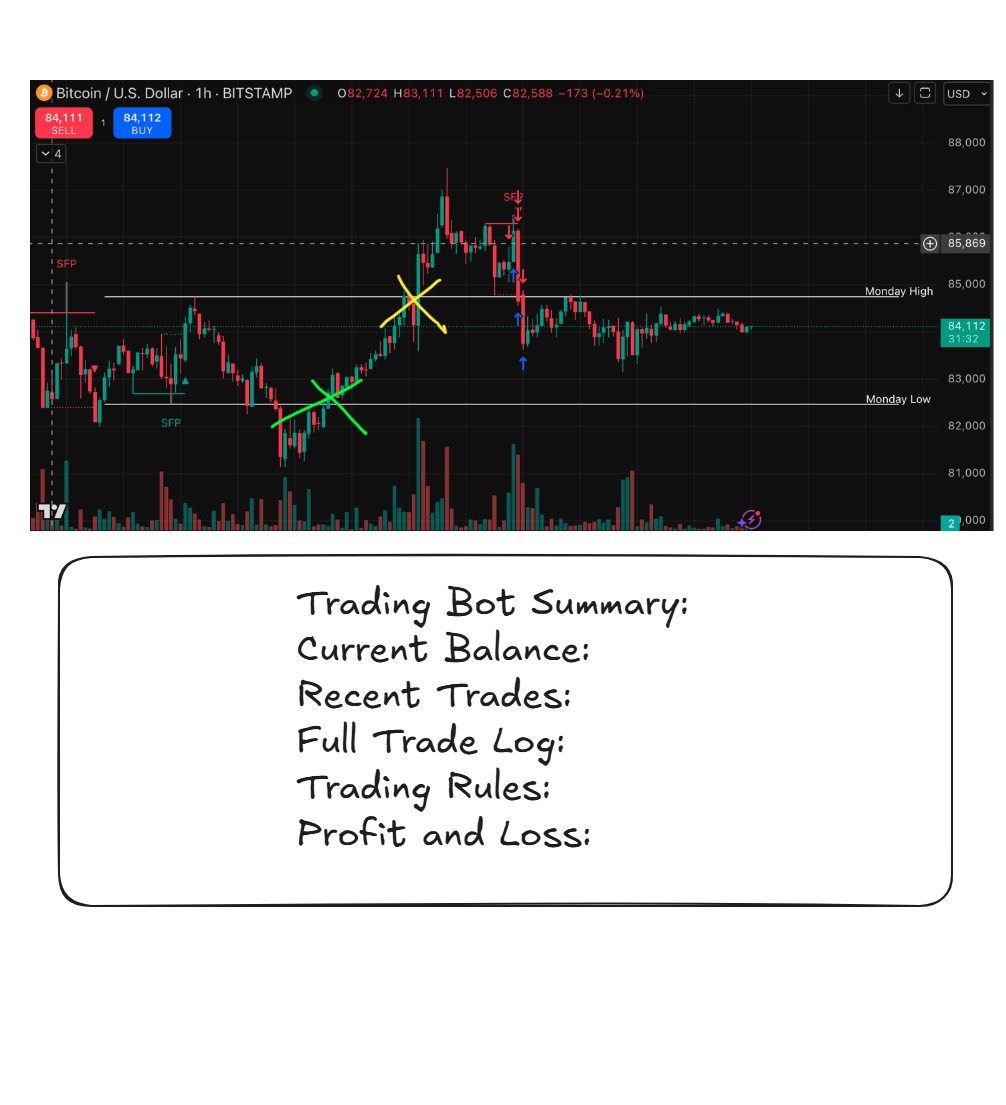 Bitcoin / U.S. Dollar · 1h · BITSTAMP O82,724 H83,111 L82,506 C82,588 −173 (−0.21%) USD
84,111 SELL 1 84,112 BUY
4
88,000
87,000
SFP
85,869
SFP
85,000
Monday High
84,112
31:32
83,000
Monday Low
82,000
SFP
81,000
2
Trading Bot Summary:
Current Balance:
Recent Trades:
Full Trade Log:
Trading Rules:
Profit and Loss: